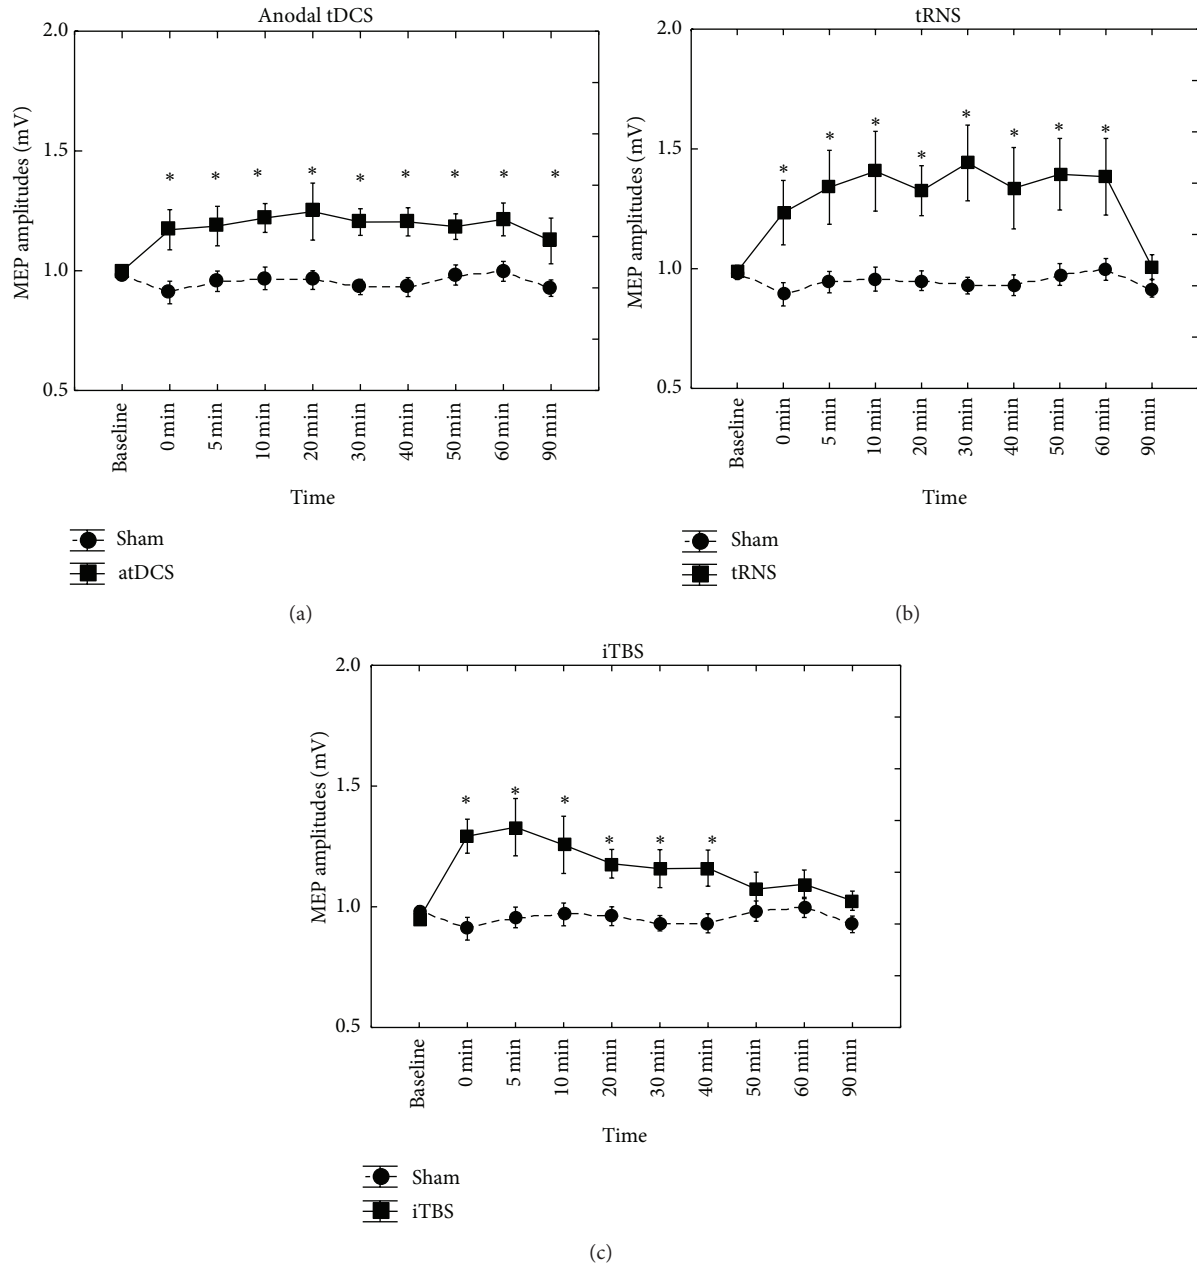 Anodal tDCS
2.0
1.5
1.0
0.5
MEP amplitudes (mV)
* * * * * * * * *
Baseline
0 min
5 min
10 min
20 min
30 min
40 min
50 min
60 min
90 min
Time
Sham
atDCS
(a)
tRNS
2.0
1.5
1.0
0.5
MEP amplitudes (mV)
* * * * * * * *
Baseline
0 min
5 min
10 min
20 min
30 min
40 min
50 min
60 min
90 min
Time
Sham
tRNS
(b)
iTBS
2.0
1.5
1.0
0.5
MEP amplitudes (mV)
* * * * * *
Baseline
0 min
5 min
10 min
20 min
30 min
40 min
50 min
60 min
90 min
Time
Sham
iTBS
(c)